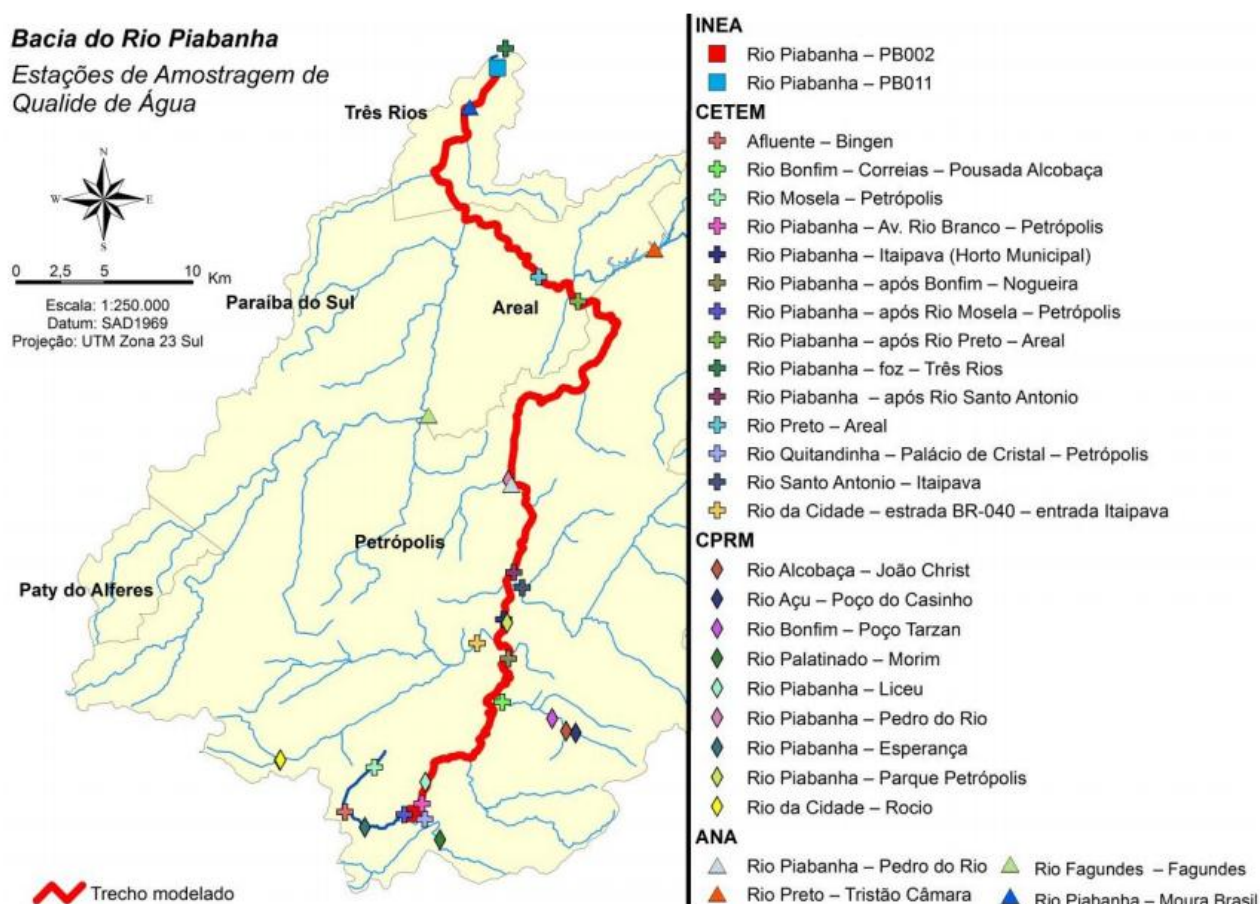 Bacia do Rio Piabanha
Estações de Amostragem de
Qualide de Água
N
W
E
S
0 2,5 5 10
Km
Escala: 1:250.000
Datum: SAD1969
Projeção: UTM Zona 23 Sul
Três Rios
Paraíba do Sul
Areal
Petrópolis
Paty do Alferes
Trecho modelado
INEA
Rio Piabanha – PB002
Rio Piabanha – PB011
CETEM
Afluente – Bingen
Rio Bonfim – Correias – Pousada Alcobaça
Rio Mosela – Petrópolis
Rio Piabanha – Av. Rio Branco – Petrópolis
Rio Piabanha – Itaipava (Horto Municipal)
Rio Piabanha – após Bonfim – Nogueira
Rio Piabanha – após Rio Mosela – Petrópolis
Rio Piabanha – após Rio Preto – Areal
Rio Piabanha – foz – Três Rios
Rio Piabanha – após Rio Santo Antonio
Rio Preto – Areal
Rio Quitandinha – Palácio de Cristal – Petrópolis
Rio Santo Antonio – Itaipava
Rio da Cidade – estrada BR-040 – entrada Itaipava
CPRM
Rio Alcobaça – João Christ
Rio Açu – Poço do Casinho
Rio Bonfim – Poço Tarzan
Rio Palatinado – Morim
Rio Piabanha – Liceu
Rio Piabanha – Pedro do Rio
Rio Piabanha – Esperança
Rio Piabanha – Parque Petrópolis
Rio da Cidade – Rocio
ANA
Rio Piabanha – Pedro do Rio
Rio Fagundes – Fagundes
Rio Preto – Tristão Câmara
Rio Piabanha – Moura Brasil